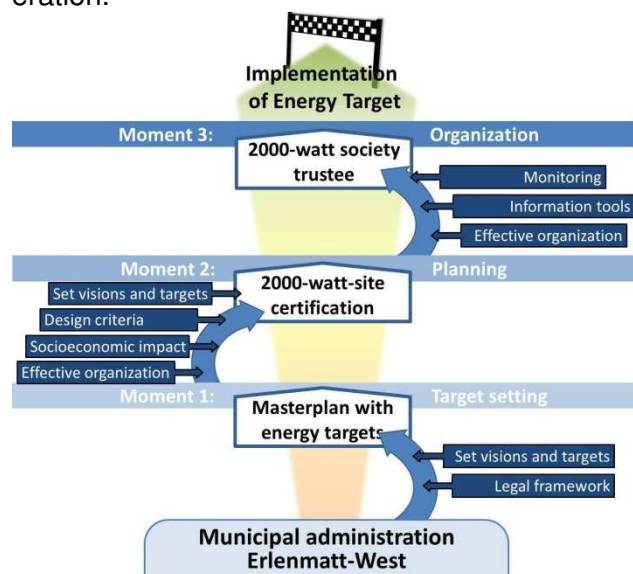 eration.
Implementation
of Energy Target
Moment 3:
Organization
2000-watt society
trustee
Monitoring
Information tools
Effective organization
Moment 2:
Planning
2000-watt-site
certification
Set visions and targets
Design criteria
Socioeconomic impact
Effective organization
Moment 1:
Target setting
Masterplan with
energy targets
Set visions and targets
Legal framework
Municipal administration
Erlenmatt-West